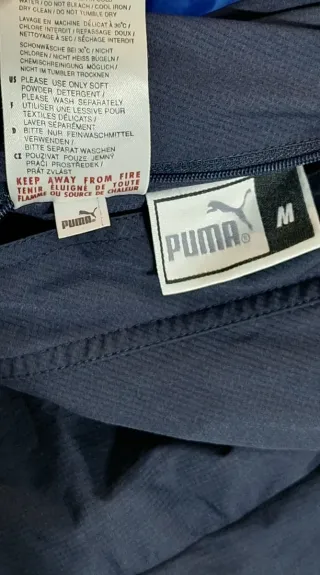 WATER / DO NOT BLEACH / COOL IRON /
DRY CLEAN / DO NOT TUMBLE DRY
LAVAGE EN MACHINE DÉLICAT À 30°C /
CHLORE INTERDIT / REPASSAGE DOUX /
NETTOYAGE À SEC / SÉCHAGE INTERDIT
SCHONWÄSCHE BEI 30°C / NICHT
CHLOREN / NICHT HEISS BÜGELN /
CHEMISCHREINIGUNG MÖGLICH /
NICHT IM TUMBLER TROCKNEN
US PLEASE USE ONLY SOFT
POWDER DETERGENT /
PLEASE WASH SEPARATELY
F UTILISER UNE LESSIVE POUR
TEXTILES DÉLICATS /
LAVER SÉPARÉMENT
D BITTE NUR FEINWASCHMITTEL
VERWENDEN /
BITTE SEPARAT WASCHEN
CZ POUŽÍVAT POUZE JEMNÝ
PRACÍ PROSTŘEDEK /
PRÁT ZVLÁŠT
KEEP AWAY FROM FIRE
TENIR ÉLUIGNÉ DE TOUTE
FLAMME OU SOURCE DE CHALEUR
PUMA
PUMA®
M